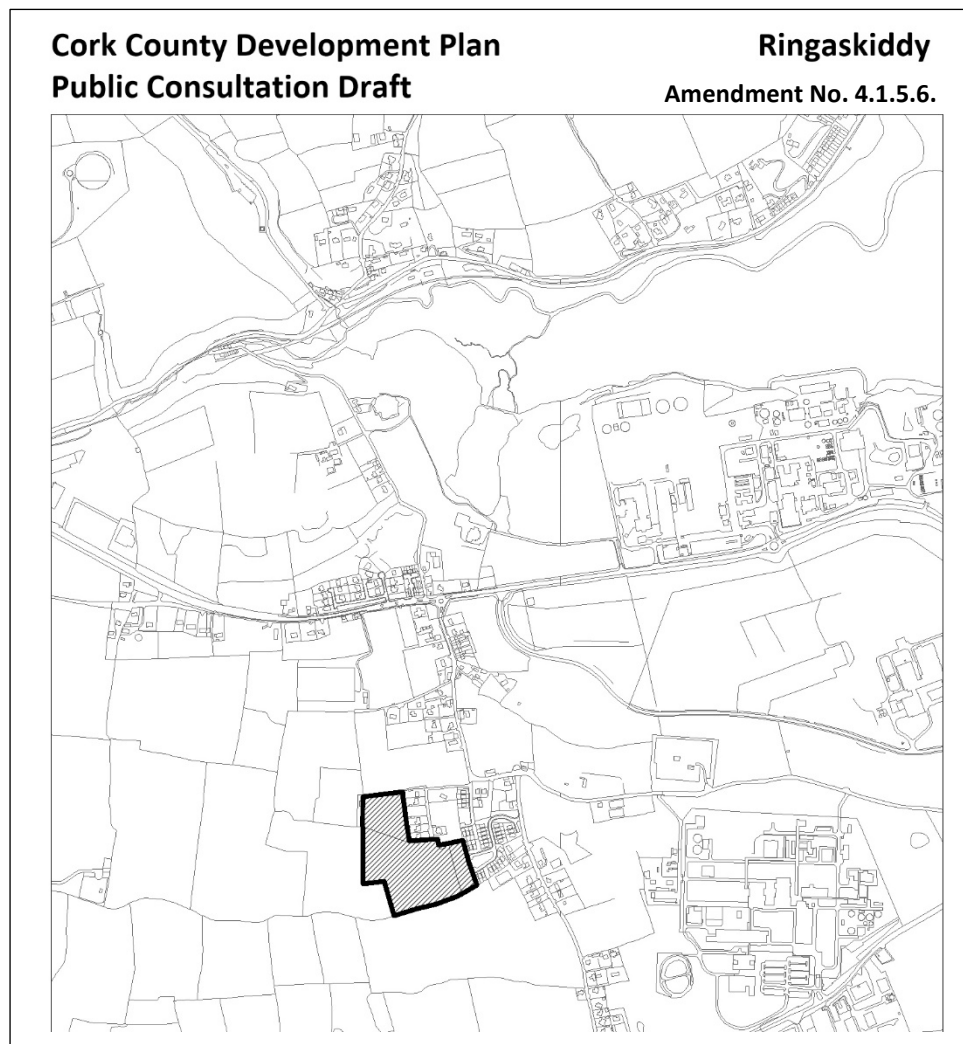 Cork County Development Plan
Public Consultation Draft
Ringaskiddy
Amendment No. 4.1.5.6.